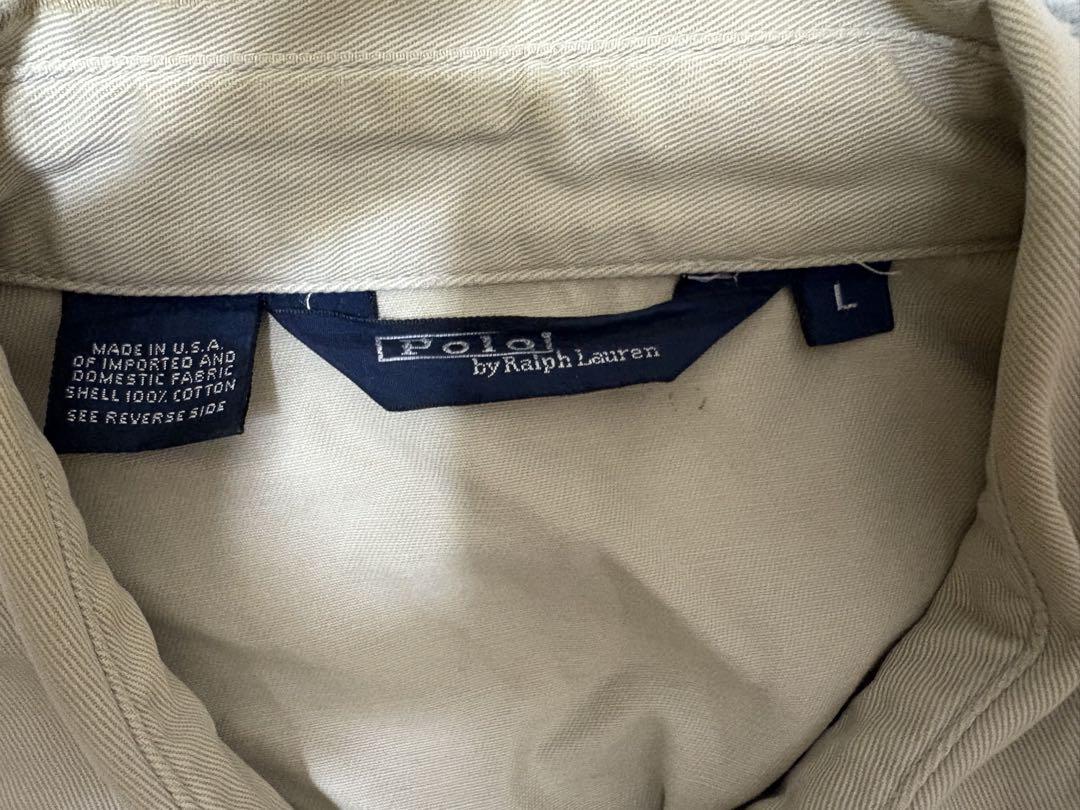 MADE IN U.S.A.
OF IMPORTED AND
DOMESTIC FABRIC
SHELL 100% COTTON
SEE REVERSE SIDE
Polo
by Ralph Lauren
L